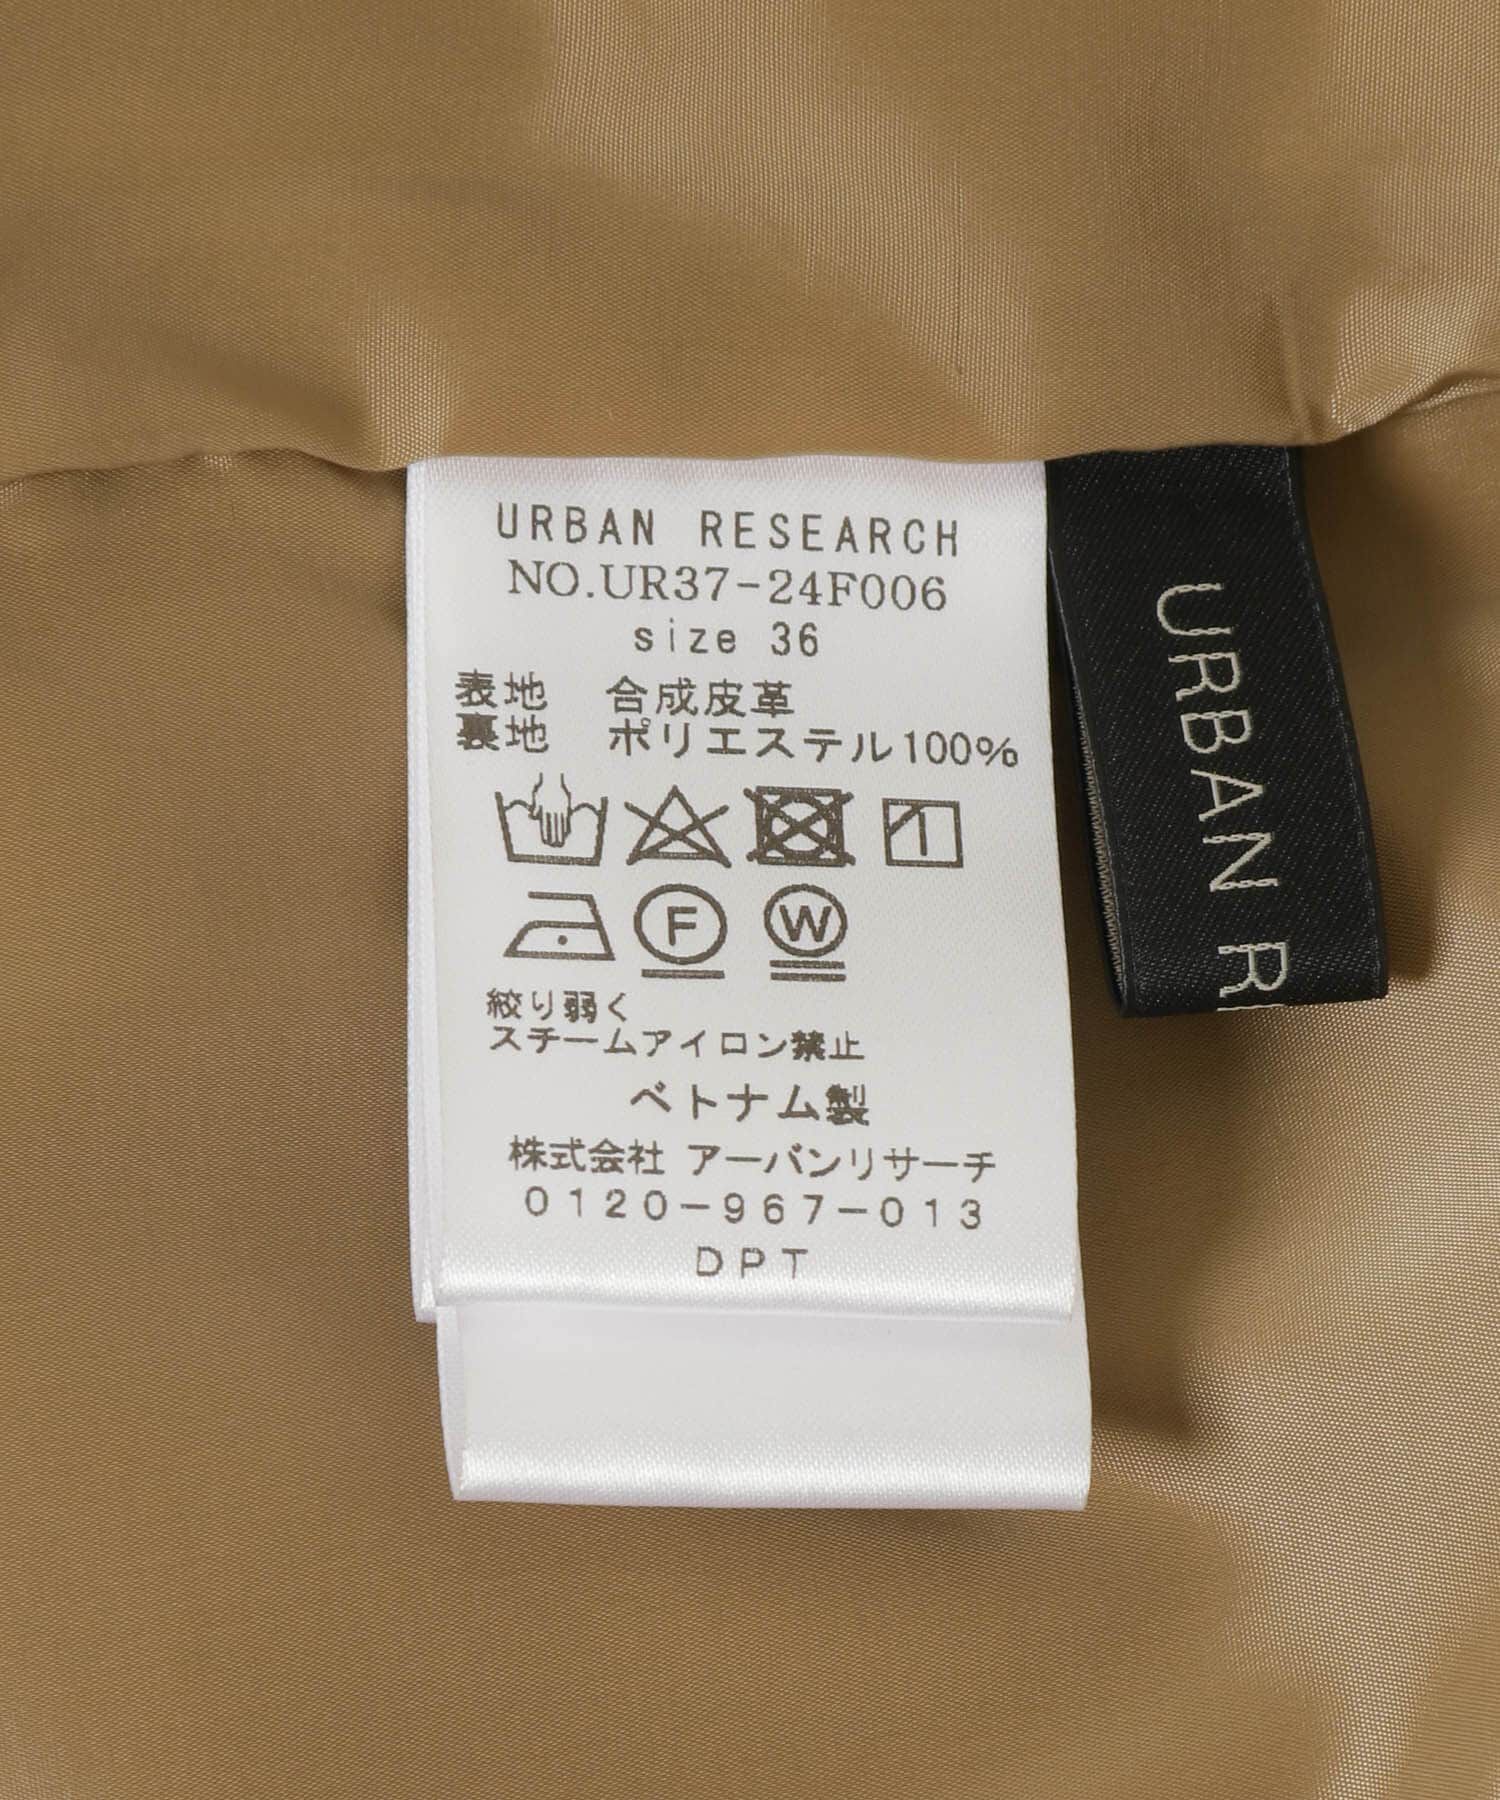 URBAN RESEARCH
NO.UR37-24F006
size 36
表地 合成皮革
裏地 ポリエステル100%
F W
絞り弱く
スチームアイロン禁止
ベトナム製
株式会社 アーバンリサーチ
0120-967-013
DPT
URBAN R